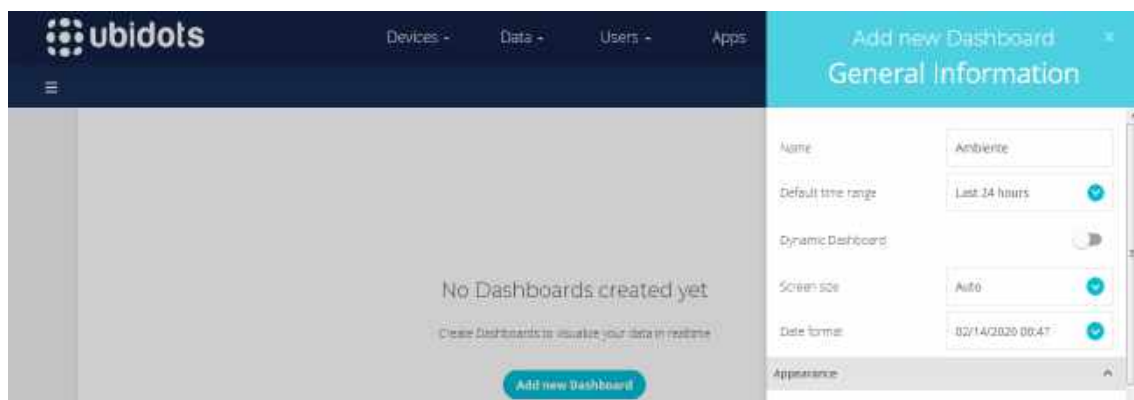 ubidots
Devices
Data
Users
Apps
Add new Dashboard
×
General Information
Name
Ambiente
Default time range
Last 24 hours
Dynamic Dashboard
No Dashboards created yet
Screen size
Auto
Create Dashboards to visualize your data in realtime
Date format
02/14/2020 00:47
Add new Dashboard
Appearance